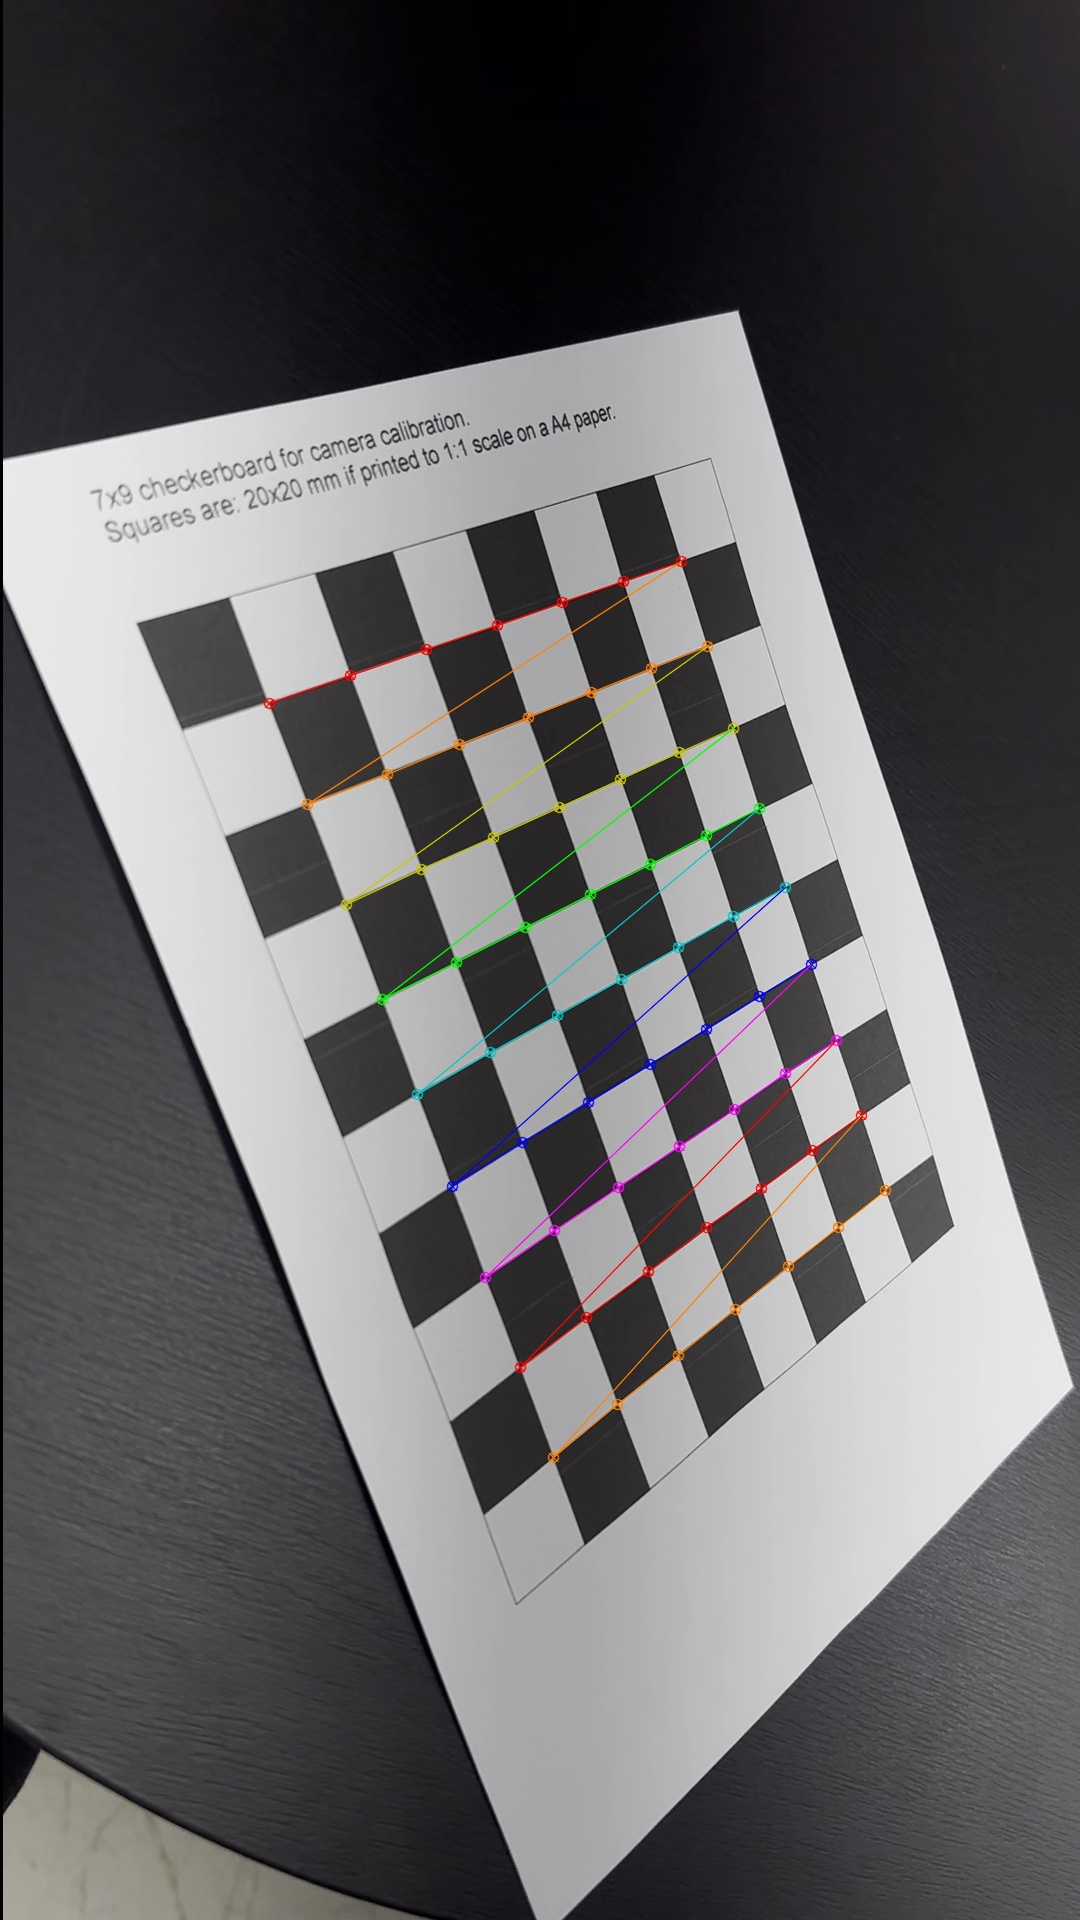 7x9 checkerboard for camera calibration.
Squares are: 20x20 mm if printed to 1:1 scale on a A4 paper.